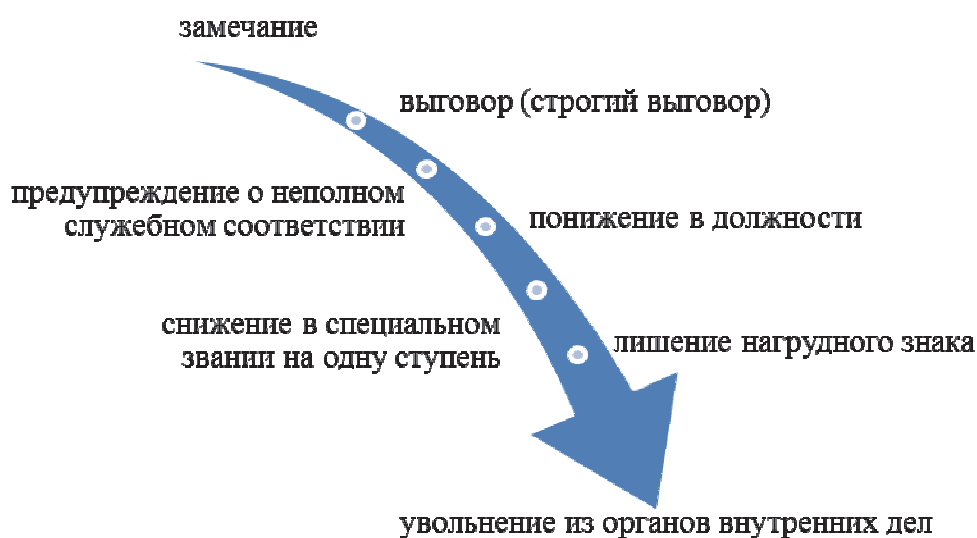 замечание
выговор (строгий выговор)
предупреждение о неполном
служебном соответствии
понижение в должности
снижение в специальном
звании на одну ступень
лишение нагрудного знака
увольнение из органов внутренних дел